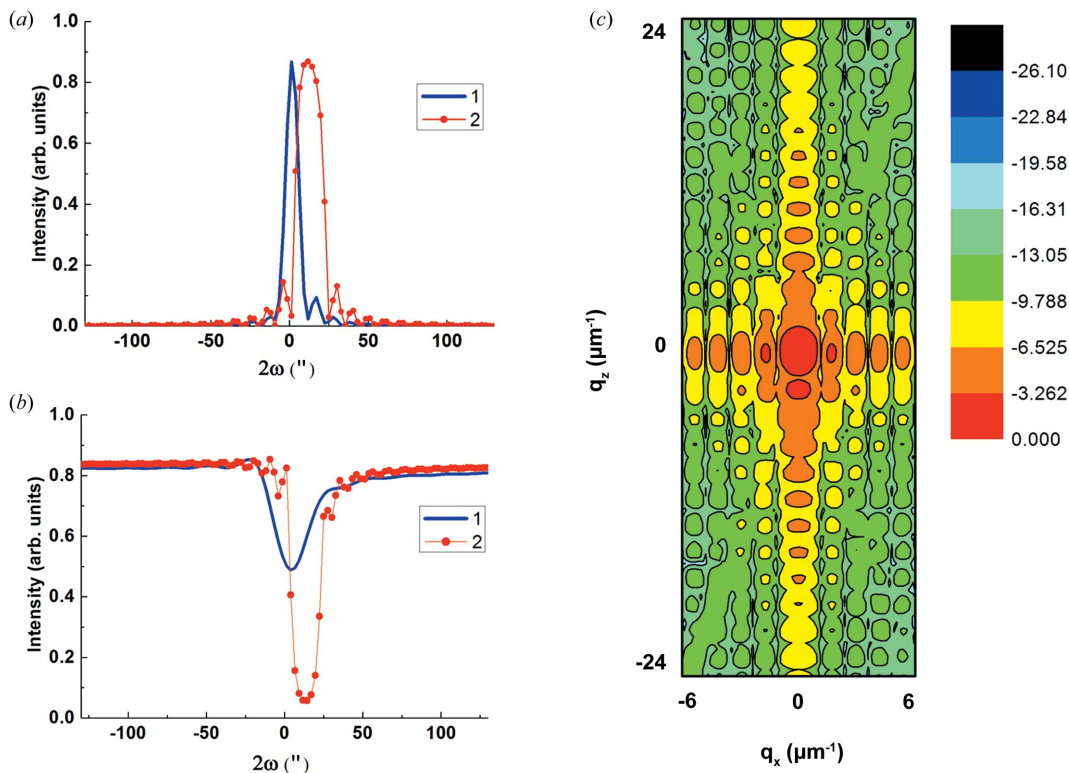 (a)
1.0
0.8
0.6
0.4
0.2
0.0
Intensity (arb. units)
1
2
-100 -50 0 50 100
2ω (")
(b)
1.0
0.8
0.6
0.4
0.2
0.0
Intensity (arb. units)
1
2
-100 -50 0 50 100
2ω (")
(c)
24
0
-24
q_z (µm⁻¹)
-6 0 6
q_x (µm⁻¹)
-26.10
-22.84
-19.58
-16.31
-13.05
-9.788
-6.525
-3.262
0.000